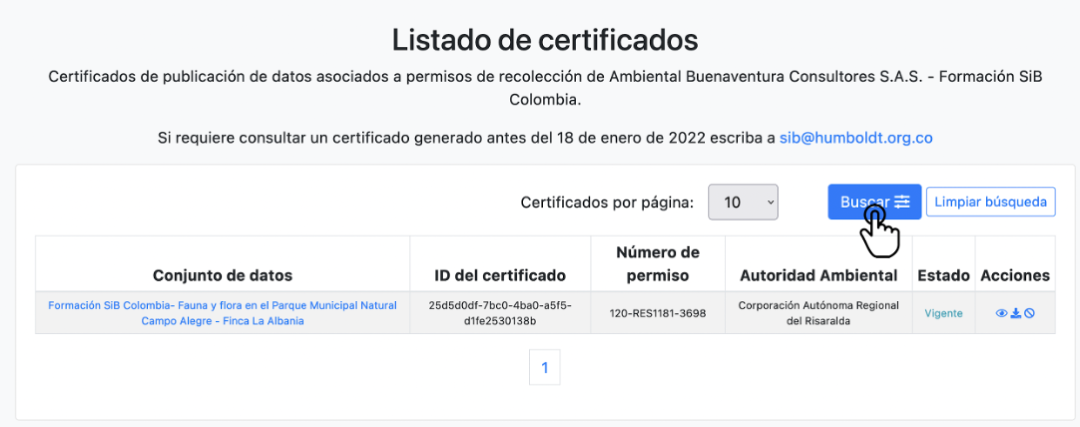 Listado de certificados
Certificados de publicación de datos asociados a permisos de recolección de Ambiental Buenaventura Consultores S.A.S. - Formación SiB
Colombia.
Si requiere consultar un certificado generado antes del 18 de enero de 2022 escriba a sib@humboldt.org.co
Certificados por página: 10 Buscar Limpiar búsqueda
Conjunto de datos
ID del certificado
Número de
permiso
Autoridad Ambiental
Estado
Acciones
Formación SiB Colombia- Fauna y flora en el Parque Municipal Natural
Campo Alegre - Finca La Albania
25d5d0df-7bc0-4ba0-a5f5-
d1fe2530138b
120-RES1181-3698
Corporación Autónoma Regional
del Risaralda
Vigente
1